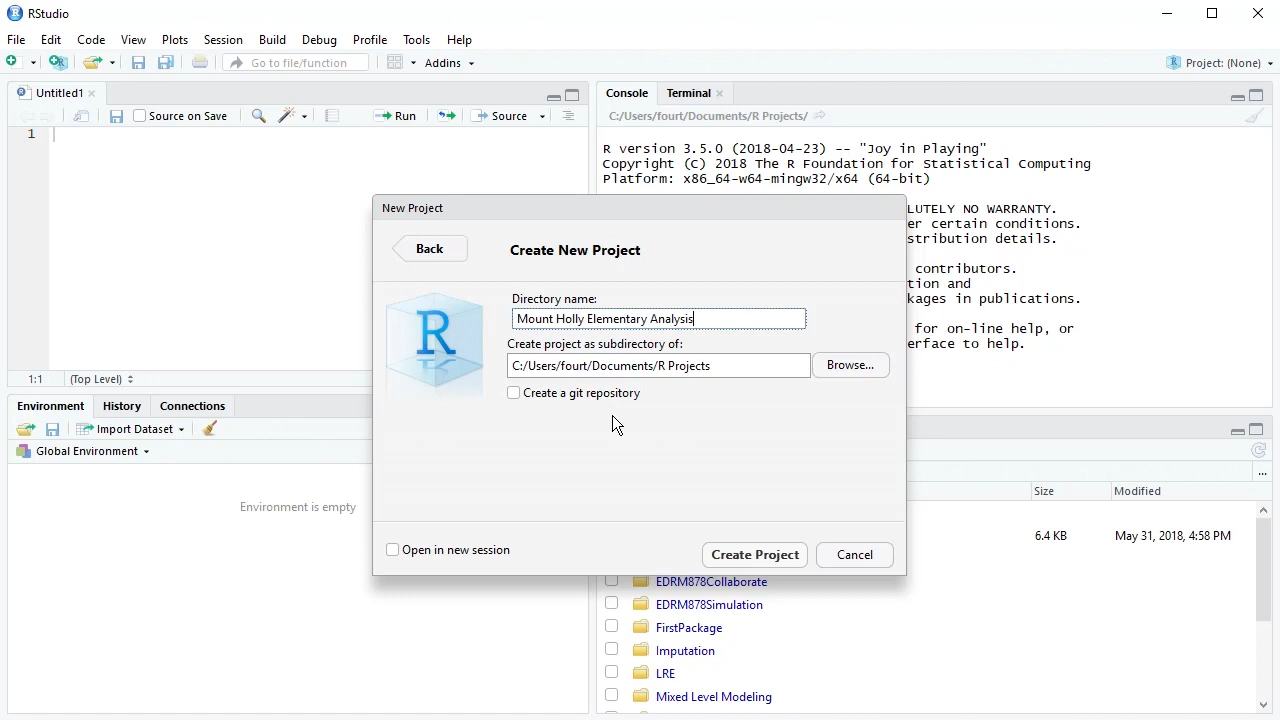 RStudio
File Edit Code View Plots Session Build Debug Profile Tools Help
Go to file/function Addins Project: (None)
Untitled1
Source on Save Run Source
1
1:1 (Top Level)
Console Terminal
C:/Users/fourt/Documents/R Projects/
R version 3.5.0 (2018-04-23) -- "Joy in Playing"
Copyright (C) 2018 The R Foundation for Statistical Computing
Platform: x86_64-w64-mingw32/x64 (64-bit)
LUTELY NO WARRANTY.
er certain conditions.
stribution details.
contributors.
tion and
kages in publications.
for on-line help, or
erface to help.
New Project
Back Create New Project
Directory name:
Mount Holly Elementary Analysis
Create project as subdirectory of:
C:/Users/fourt/Documents/R Projects Browse...
Create a git repository
Open in new session Create Project Cancel
Environment History Connections
Import Dataset
Global Environment
Environment is empty
...
Size Modified
6.4 KB May 31, 2018, 4:58 PM
EDRM878Collaborate
EDRM878Simulation
FirstPackage
Imputation
LRE
Mixed Level Modeling